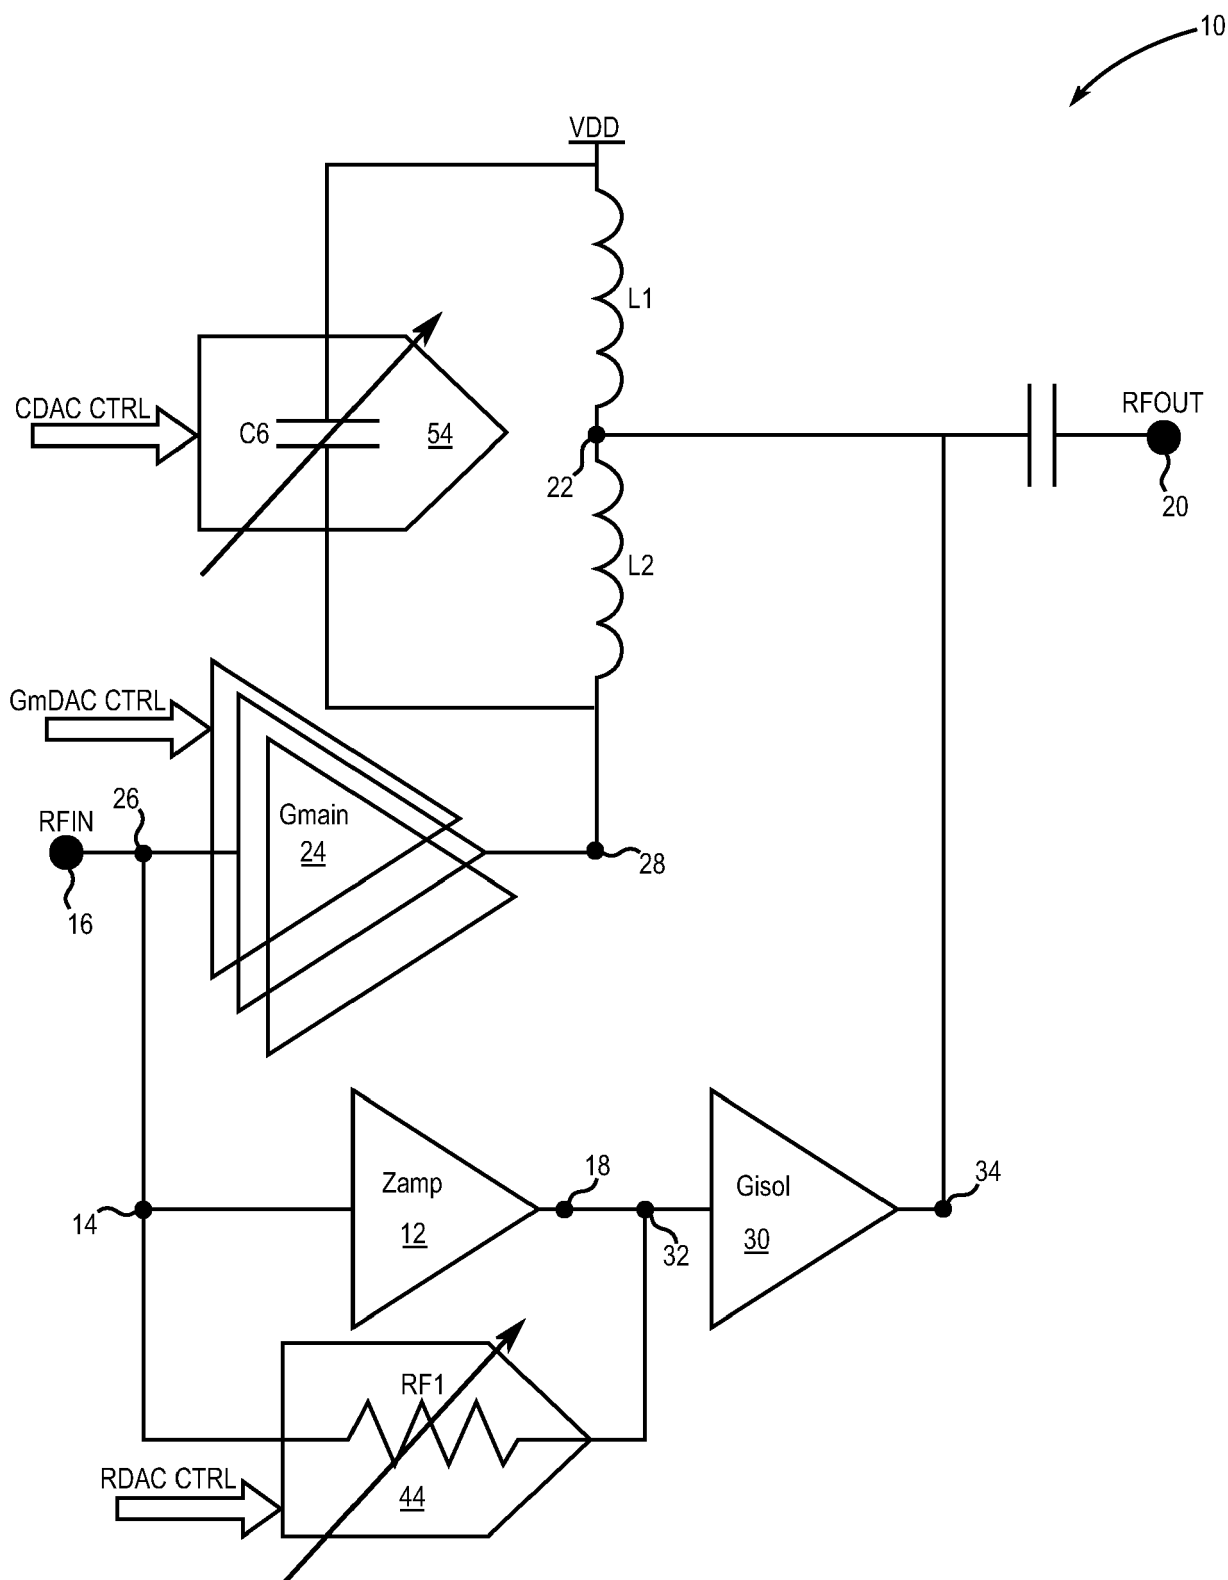 10
VDD
L1
CDAC CTRL
C6
54
RFOUT
22
20
L2
GmDAC CTRL
26
RFIN
Gmain
24
28
16
18
Zamp
Gisol
34
14
12
30
32
RF1
RDAC CTRL
44